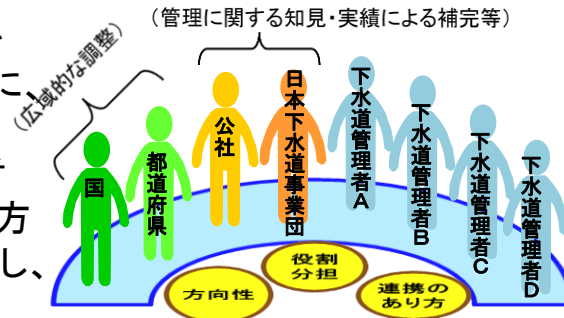 （管理に関する知見・実績による補完等）
（広域的な調整）
に、
方
し、
国
都道府県
公社
日本下水道事業団
下水道管理者A
下水道管理者B
下水道管理者C
下水道管理者D
方向性
役割
分担
連携の
あり方